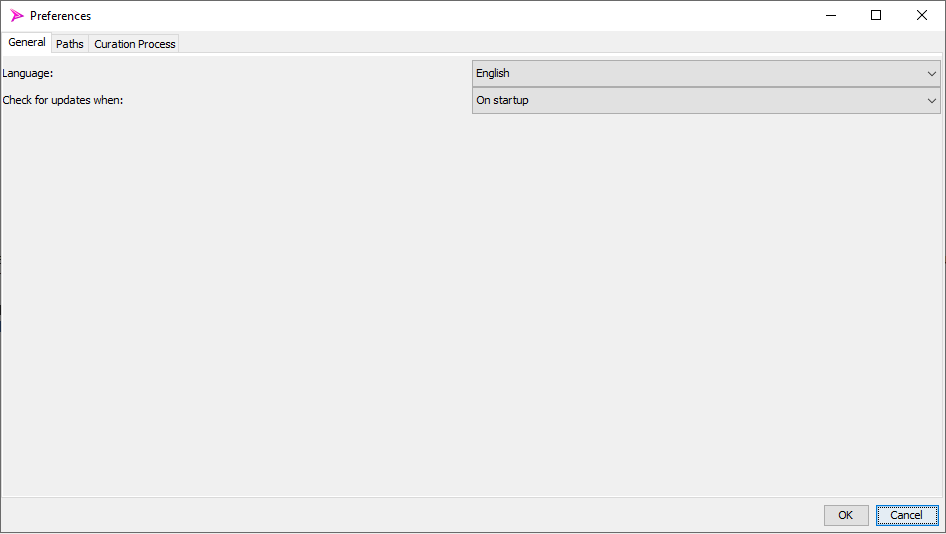 Preferences
General Paths Curation Process
Language: English
Check for updates when: On startup
OK Cancel